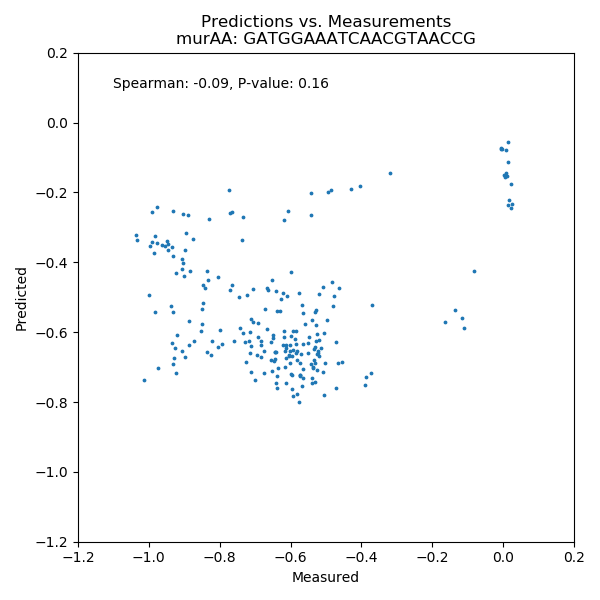 Predictions vs. Measurements
murAA: GATGGAAATCAACGTAACCG
Spearman: -0.09, P-value: 0.16
0.2
0.0
−0.2
−0.4
−0.6
−0.8
−1.0
−1.2
Predicted
−1.2 −1.0 −0.8 −0.6 −0.4 −0.2 0.0 0.2
Measured